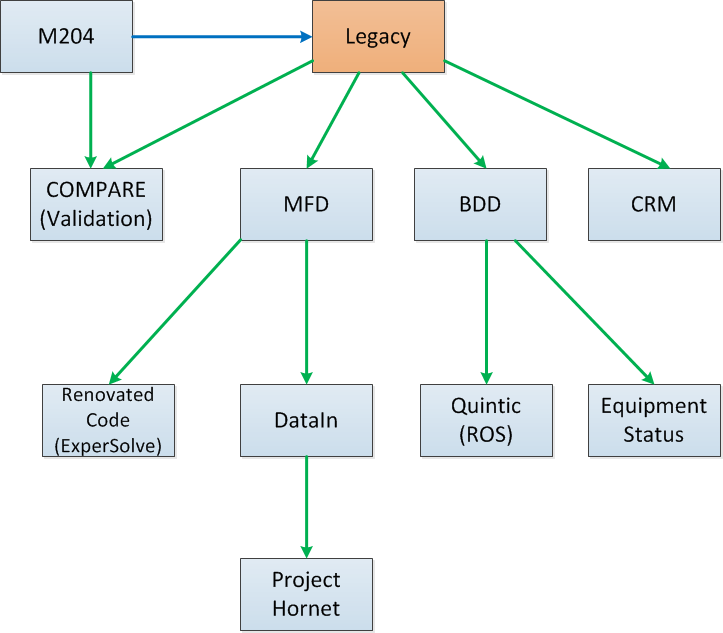 M204
Legacy
COMPARE
(Validation)
MFD
BDD
CRM
Renovated
Code
(ExperSolve)
DataIn
Quintic
(ROS)
Equipment
Status
Project
Hornet